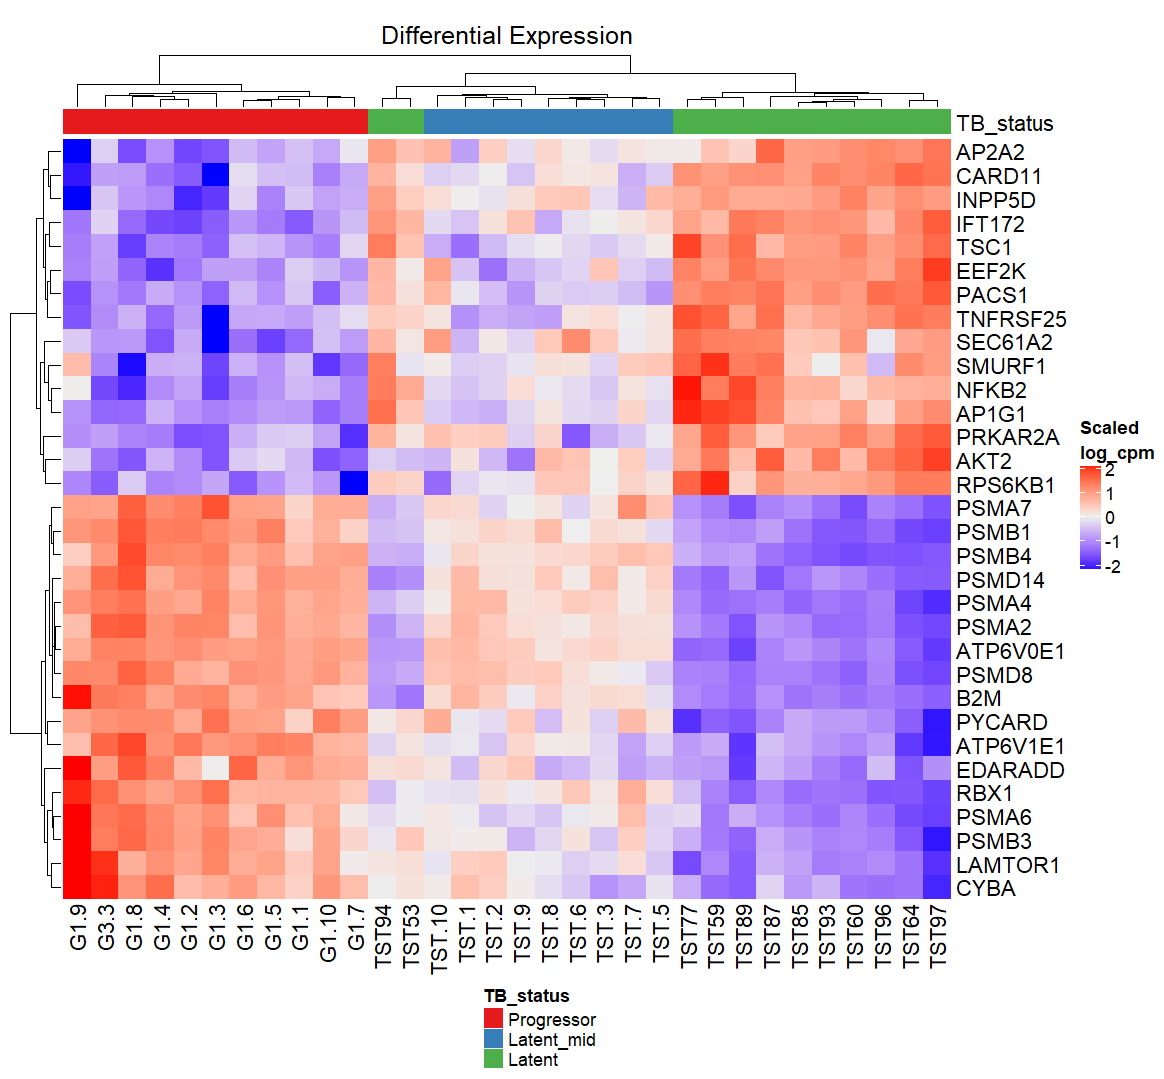 Differential Expression
TB_status
AP2A2
CARD11
INPP5D
IFT172
TSC1
EEF2K
PACS1
TNFRSF25
SEC61A2
SMURF1
NFKB2
AP1G1
PRKAR2A
AKT2
RPS6KB1
PSMA7
PSMB1
PSMB4
PSMD14
PSMA4
PSMA2
ATP6V0E1
PSMD8
B2M
PYCARD
ATP6V1E1
EDARADD
RBX1
PSMA6
PSMB3
LAMTOR1
CYBA
Scaled
log_cpm
2
1
0
-1
-2
G1.9
G3.3
G1.8
G1.4
G1.2
G1.3
G1.6
G1.5
G1.1
G1.10
G1.7
TST94
TST53
TST.10
TST.1
TST.2
TST.9
TST.8
TST.6
TST.3
TST.7
TST.5
TST77
TST59
TST89
TST87
TST85
TST93
TST60
TST96
TST64
TST97
TB_status
Progressor
Latent_mid
Latent